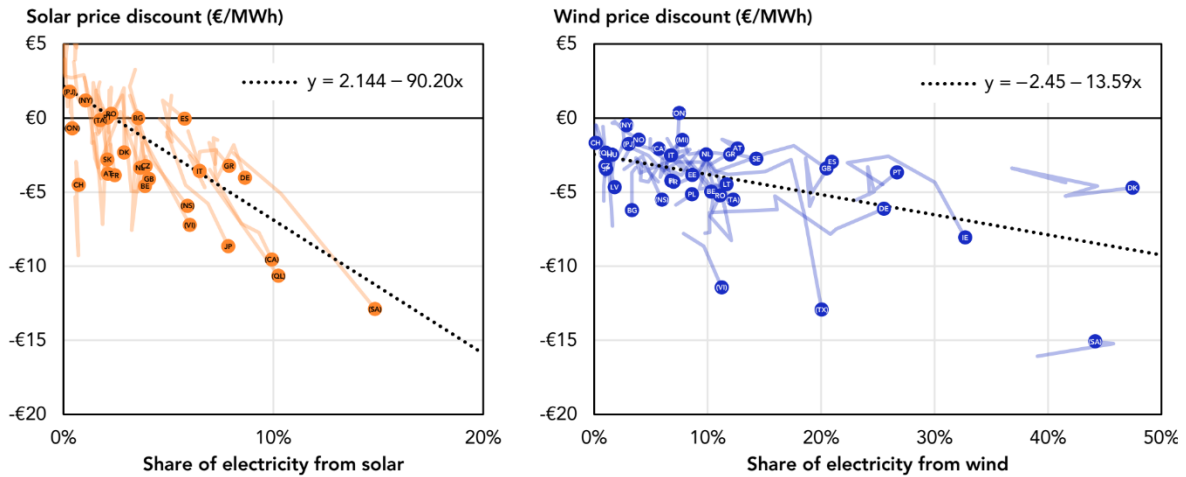 Solar price discount (€/MWh)
€5
€0
-€5
-€10
-€15
-€20
0%
10%
20%
Share of electricity from solar
y = 2.144 – 90.20x
(PJ)
(NY)
(ON)
(TA)
RO
BG
ES
SK
DK
CH
AT
FR
CZ
GB
BE
IT
GR
DE
(NS)
(VI)
JP
(CA)
(QL)
(SA)
Wind price discount (€/MWh)
€5
€0
-€5
-€10
-€15
-€20
0%
10%
20%
30%
40%
50%
Share of electricity from wind
y = –2.45 – 13.59x
(ON)
(NY)
CH
(PJ)
NO
(MI)
HU
CA
IT
NL
GR
AT
SE
ES
GB
PT
LV
FR
EE
LT
(NS)
PL
BE
RO
(TA)
BG
DE
DK
IE
(VI)
(TX)
(SA)